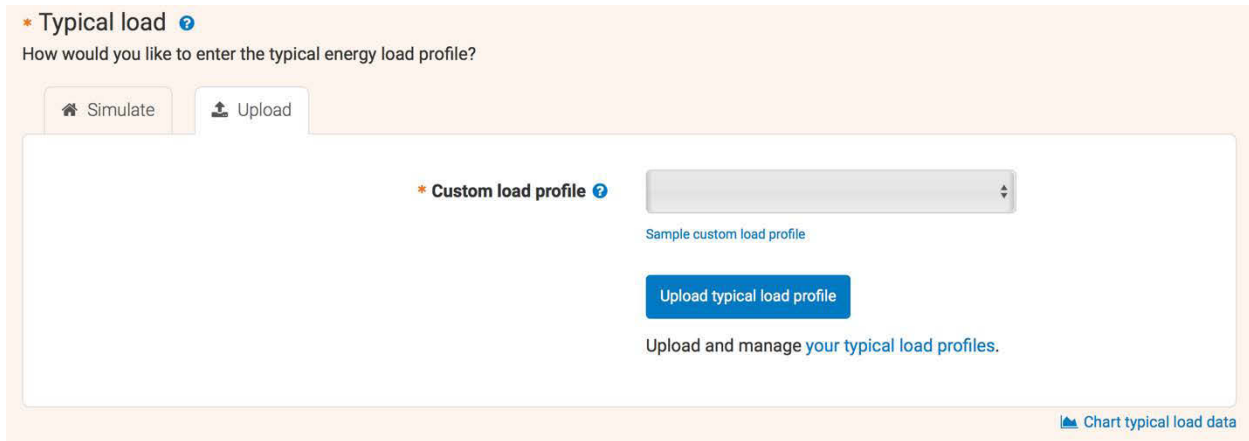 * Typical load ?
How would you like to enter the typical energy load profile?
Simulate
Upload
* Custom load profile ?
Sample custom load profile
Upload typical load profile
Upload and manage your typical load profiles.
Chart typical load data